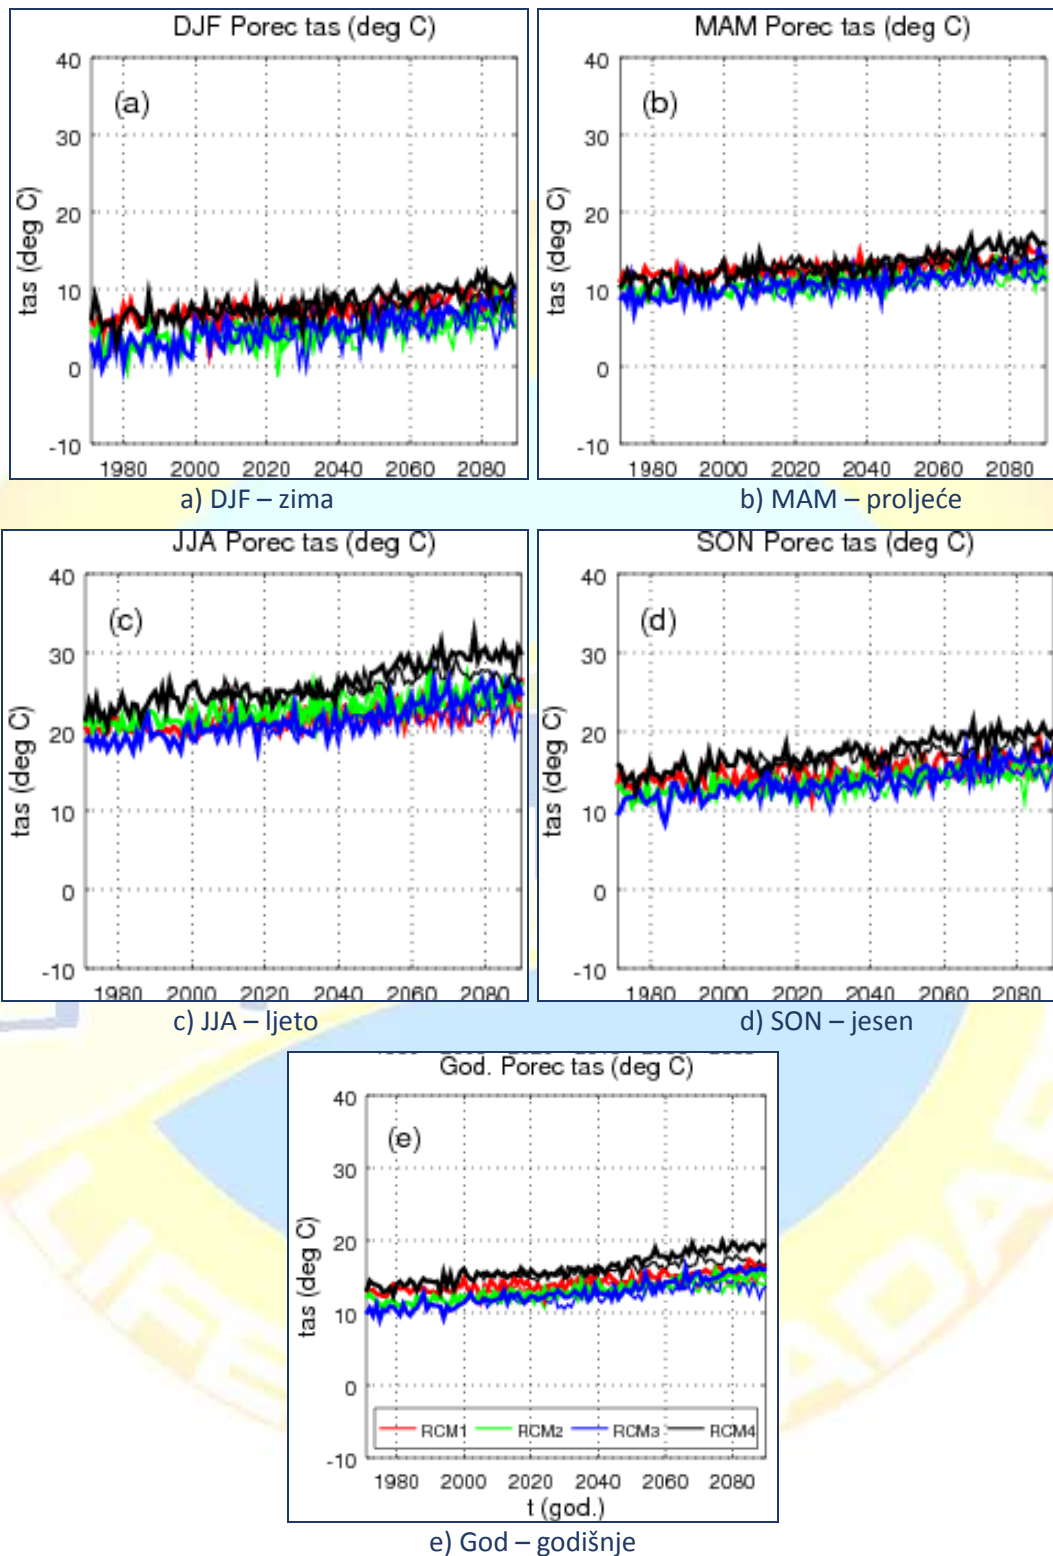 DJF Porec tas (deg C)
MAM Porec tas (deg C)
40
30
20
10
0
-10
tas (deg C)
(a)
1980 2000 2020 2040 2060 2080
40
30
20
10
0
-10
tas (deg C)
(b)
1980 2000 2020 2040 2060 2080
a) DJF – zima
b) MAM – proljeće
JJA Porec tas (deg C)
SON Porec tas (deg C)
40
30
20
10
0
-10
tas (deg C)
(c)
1980 2000 2020 2040 2060 2080
40
30
20
10
0
-10
tas (deg C)
(d)
1980 2000 2020 2040 2060 2080
c) JJA – ljeto
d) SON – jesen
God. Porec tas (deg C)
40
30
20
10
0
-10
tas (deg C)
(e)
RCM1 RCM2 RCM3 RCM4
1980 2000 2020 2040 2060 2080
t (god.)
e) God – godišnje
LIFE
ADAP